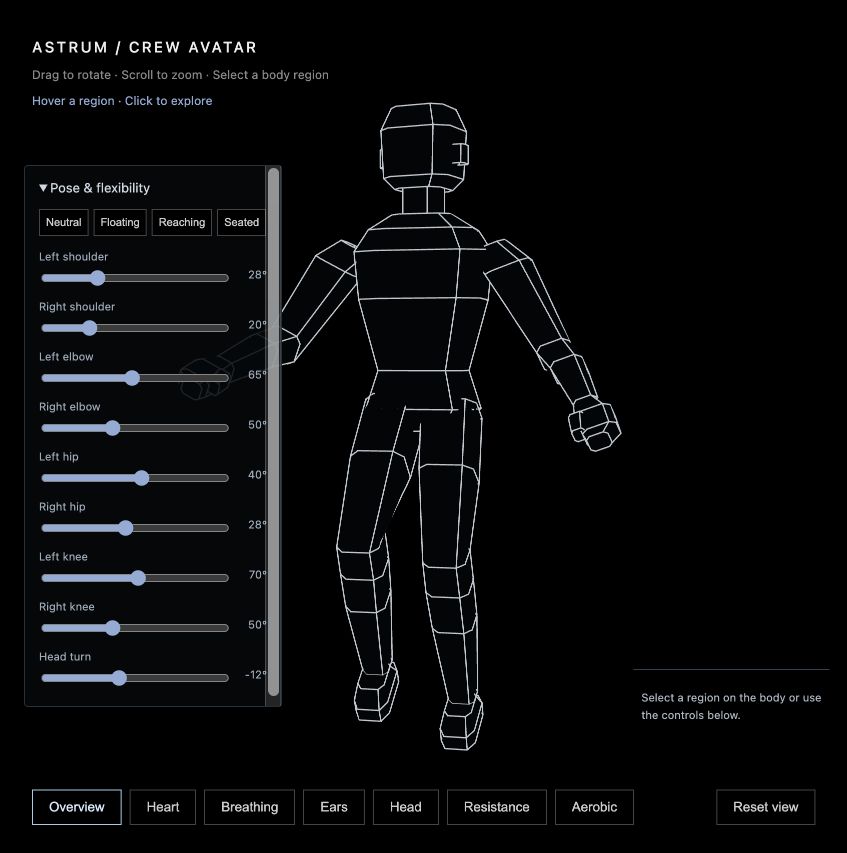 ASTRUM / CREW AVATAR
Drag to rotate · Scroll to zoom · Select a body region
Hover a region · Click to explore
▼Pose & flexibility
Neutral Floating Reaching Seated
Left shoulder
28°
Right shoulder
20°
Left elbow
65°
Right elbow
50°
Left hip
40°
Right hip
28°
Left knee
70°
Right knee
50°
Head turn
-12°
Select a region on the body or use
the controls below.
Overview Heart Breathing Ears Head Resistance Aerobic Reset view